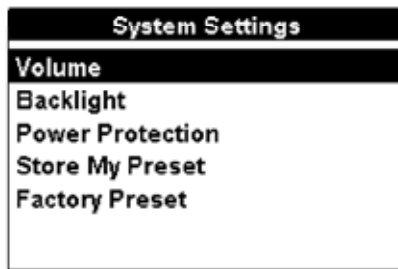 System Settings
Volume
Backlight
Power Protection
Store My Preset
Factory Preset